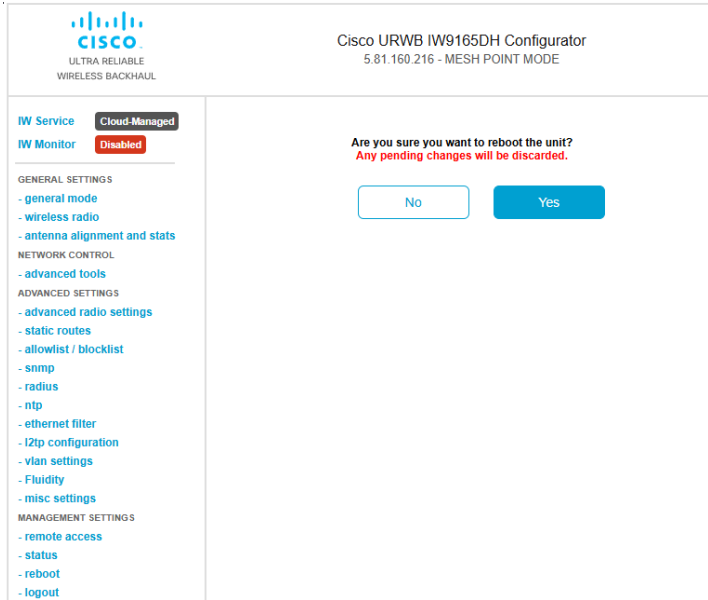 CISCO
ULTRA RELIABLE
WIRELESS BACKHAUL
Cisco URWB IW9165DH Configurator
5.81.160.216 - MESH POINT MODE
IW Service Cloud-Managed
IW Monitor Disabled
GENERAL SETTINGS
- general mode
- wireless radio
- antenna alignment and stats
NETWORK CONTROL
- advanced tools
ADVANCED SETTINGS
- advanced radio settings
- static routes
- allowlist / blocklist
- snmp
- radius
- ntp
- ethernet filter
- l2tp configuration
- vlan settings
- Fluidity
- misc settings
MANAGEMENT SETTINGS
- remote access
- status
- reboot
- logout
Are you sure you want to reboot the unit?
Any pending changes will be discarded.
No Yes